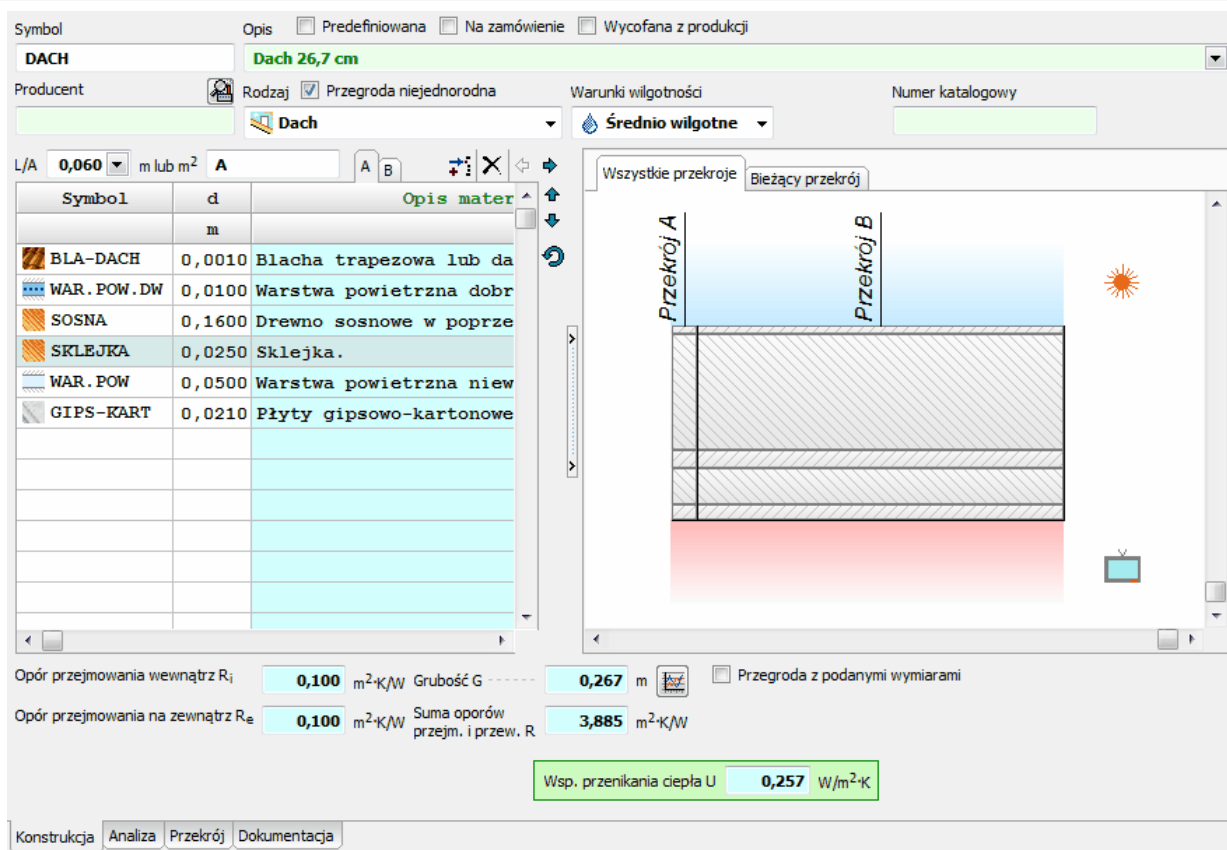 Symbol Opis Predefiniowana Na zamówienie Wycofana z produkcji
DACH Dach 26,7 cm
Producent Rodzaj Przegroda niejednorodna Warunki wilgotności Numer katalogowy
Dach Średnio wilgotne
L/A 0,060 m lub m² A A B
Symbol d Opis mater
m
BLA-DACH 0,0010 Blacha trapezowa lub da
WAR.POW.DW 0,0100 Warstwa powietrzna dobr
SOSNA 0,1600 Drewno sosnowe w poprze
SKLEJKA 0,0250 Sklejka.
WAR.POW 0,0500 Warstwa powietrzna niew
GIPS-KART 0,0210 Płyty gipsowo-kartonowe
Wszystkie przekroje Bieżący przekrój
Przekrój A
Przekrój B
Opór przejmowania wewnątrz Ri 0,100 m²·K/W Grubość G 0,267 m Przegroda z podanymi wymiarami
Opór przejmowania na zewnątrz Re 0,100 m²·K/W Suma oporów
przejm. i przew. R 3,885 m²·K/W
Wsp. przenikania ciepła U 0,257 W/m²·K
Konstrukcja Analiza Przekrój Dokumentacja